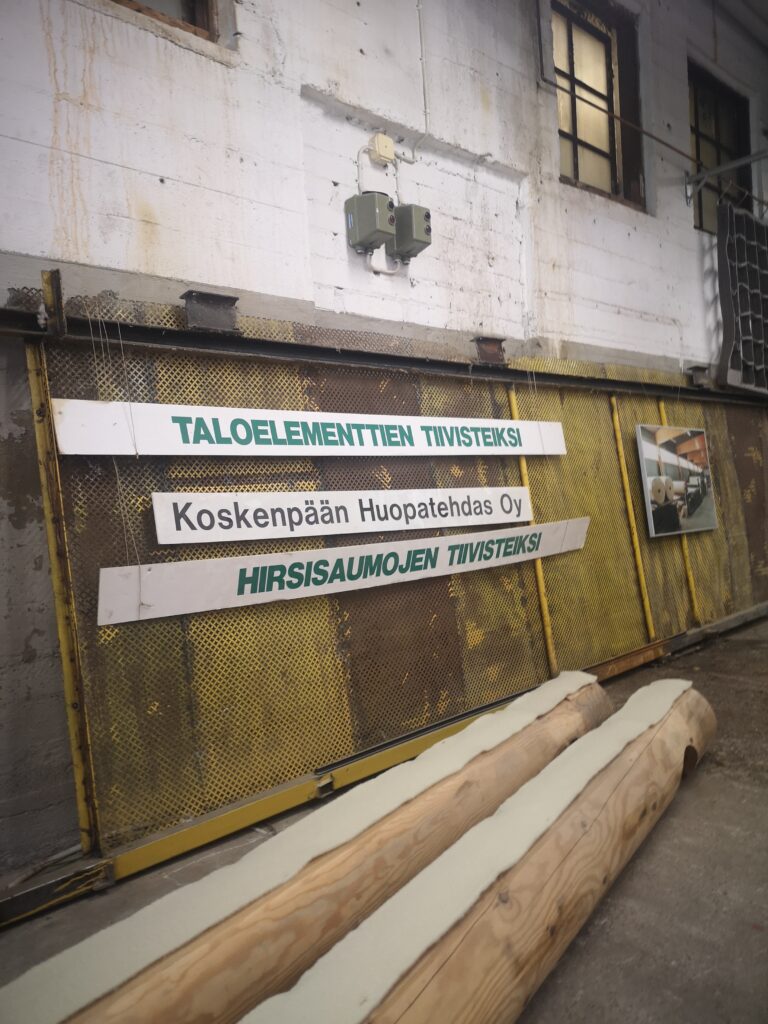 TALOELEMENTTIEN TIIVISTEIKSI
Koskenpään Huopatehdas Oy
HIRSISAUMOJEN TIIVISTEIKSI